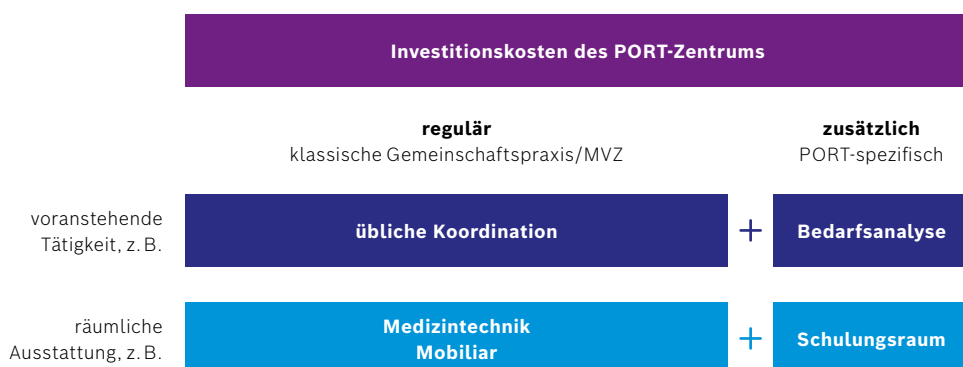 Investitionskosten des PORT-Zentrums
regulär
klassische Gemeinschaftspraxis/MVZ
zusätzlich
PORT-spezifisch
voranstehende
Tätigkeit, z. B.
übliche Koordination
+
Bedarfsanalyse
räumliche
Ausstattung, z. B.
Medizintechnik
Mobiliar
+
Schulungsraum